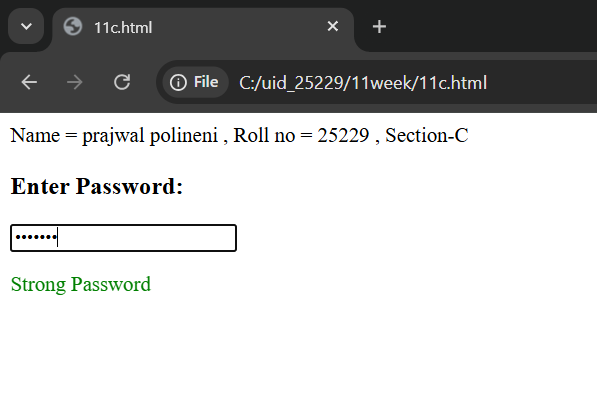 11c.html
File C:/uid_25229/11week/11c.html
Name = prajwal polineni , Roll no = 25229 , Section-C
Enter Password:
•••••••
Strong Password